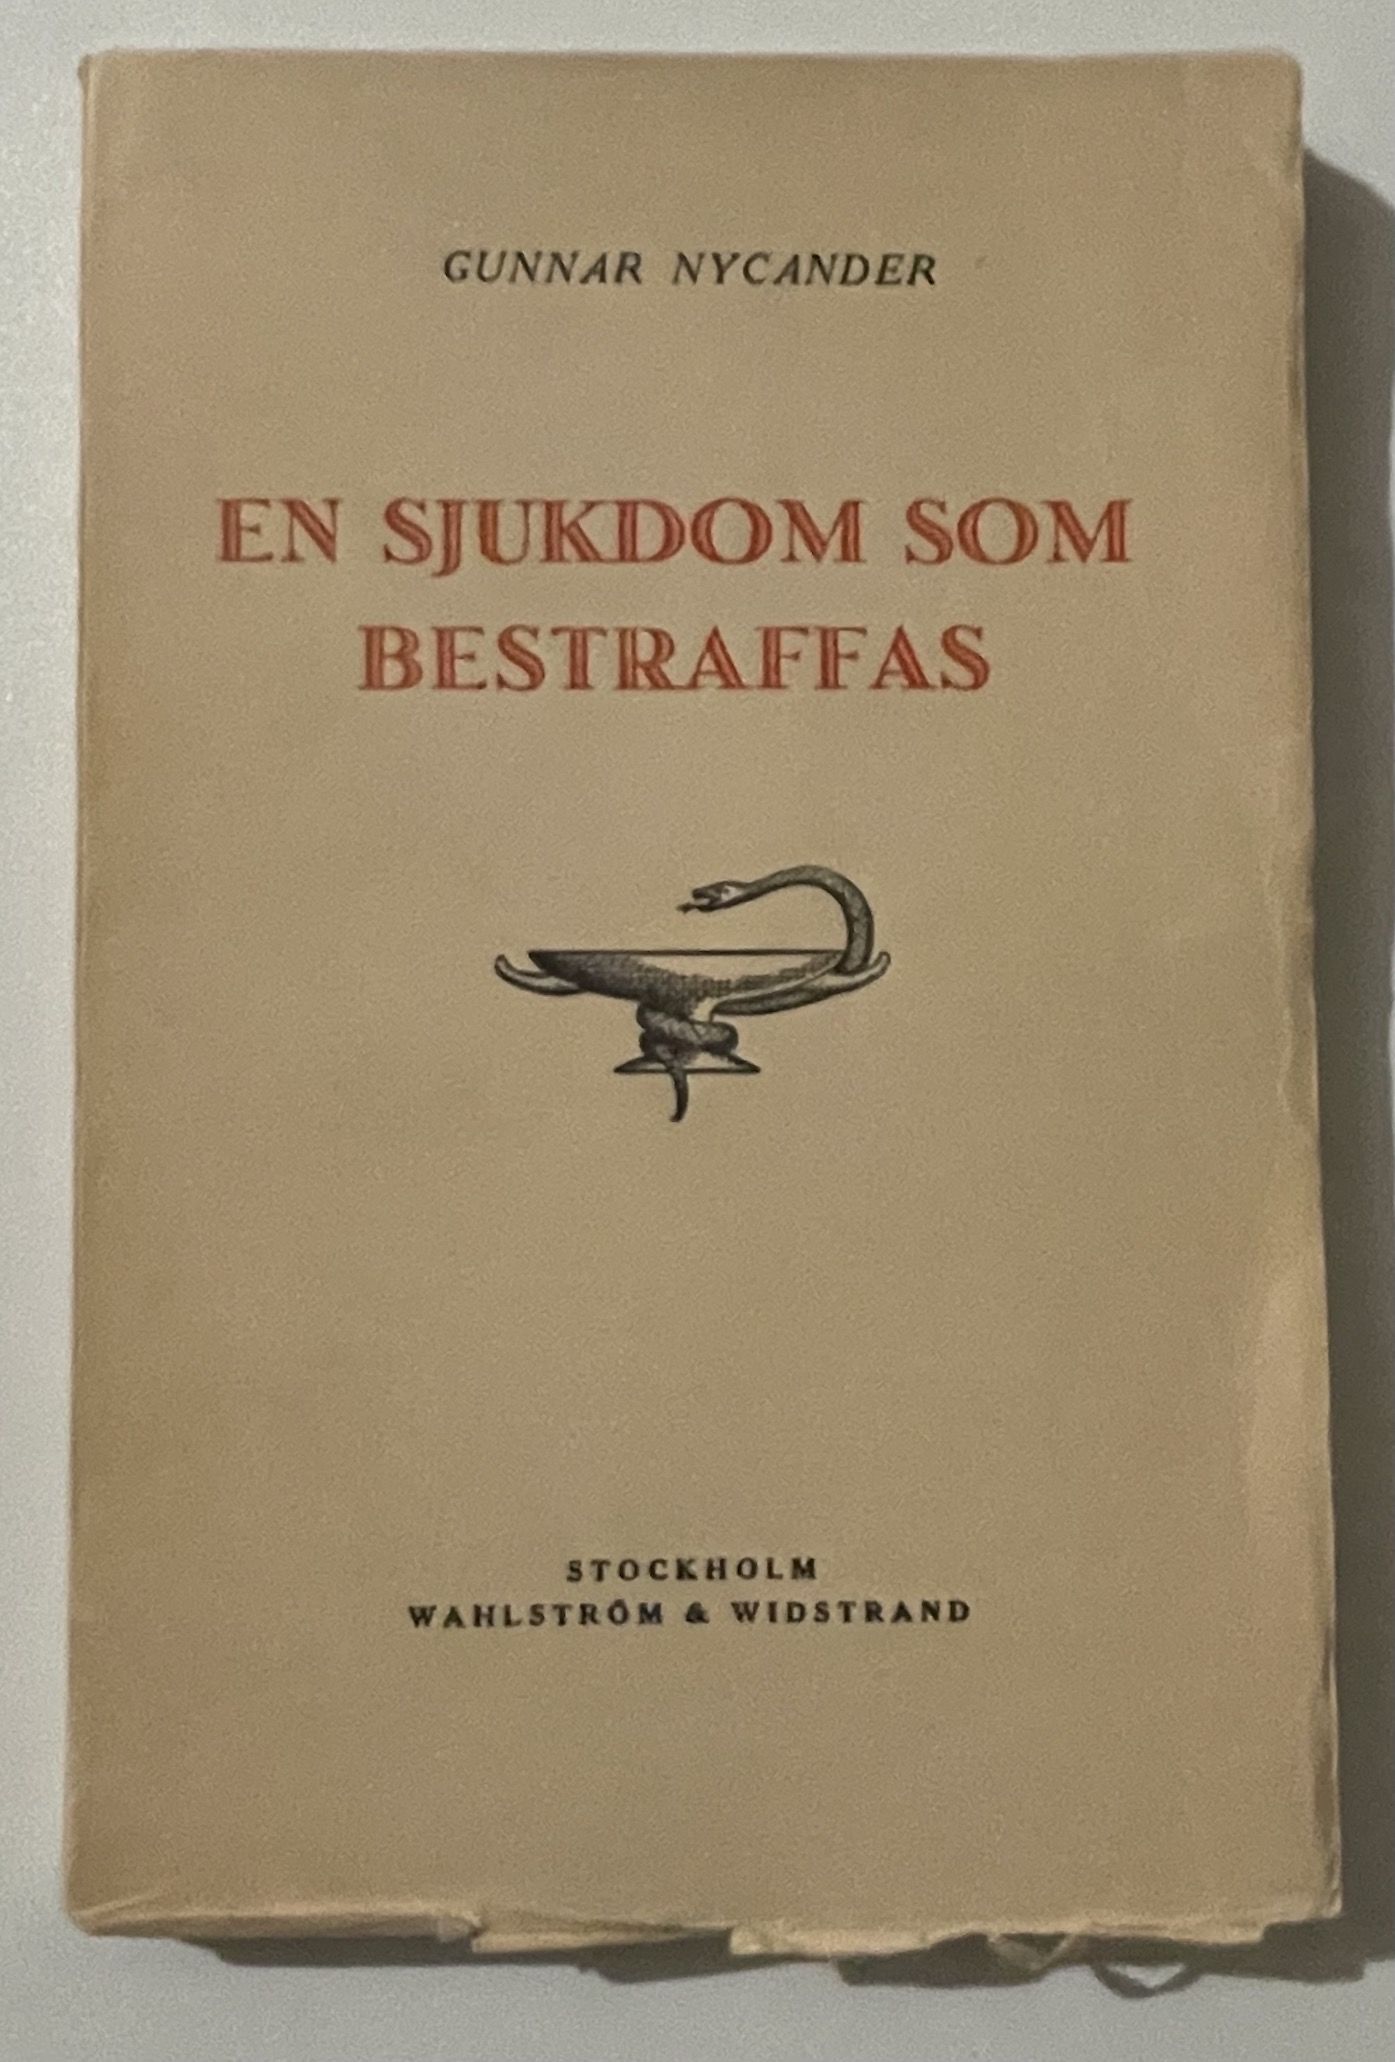 GUNNAR NYCANDER
EN SJUKDOM SOM
BESTRAFFAS
STOCKHOLM
WAHLSTRÖM & WIDSTRAND